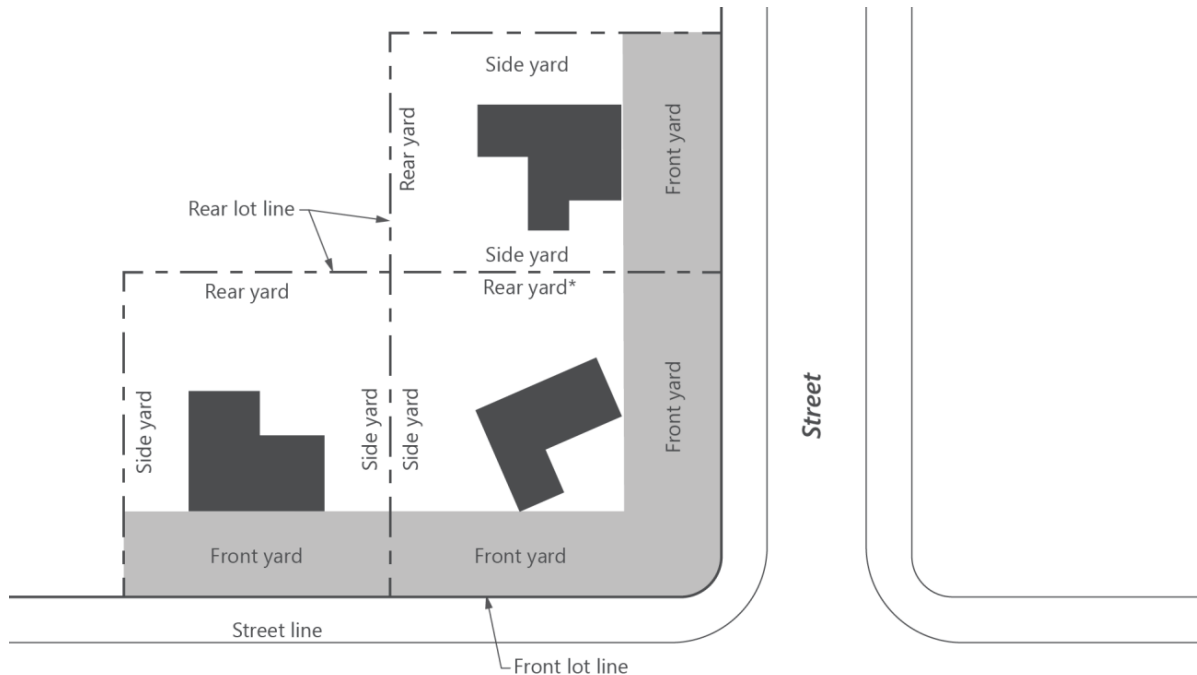 Side yard
Rear yard
Front yard
Rear lot line
Side yard
Rear yard
Rear yard*
Side yard
Side yard
Side yard
Front yard
Street
Front yard
Front yard
Street line
Front lot line